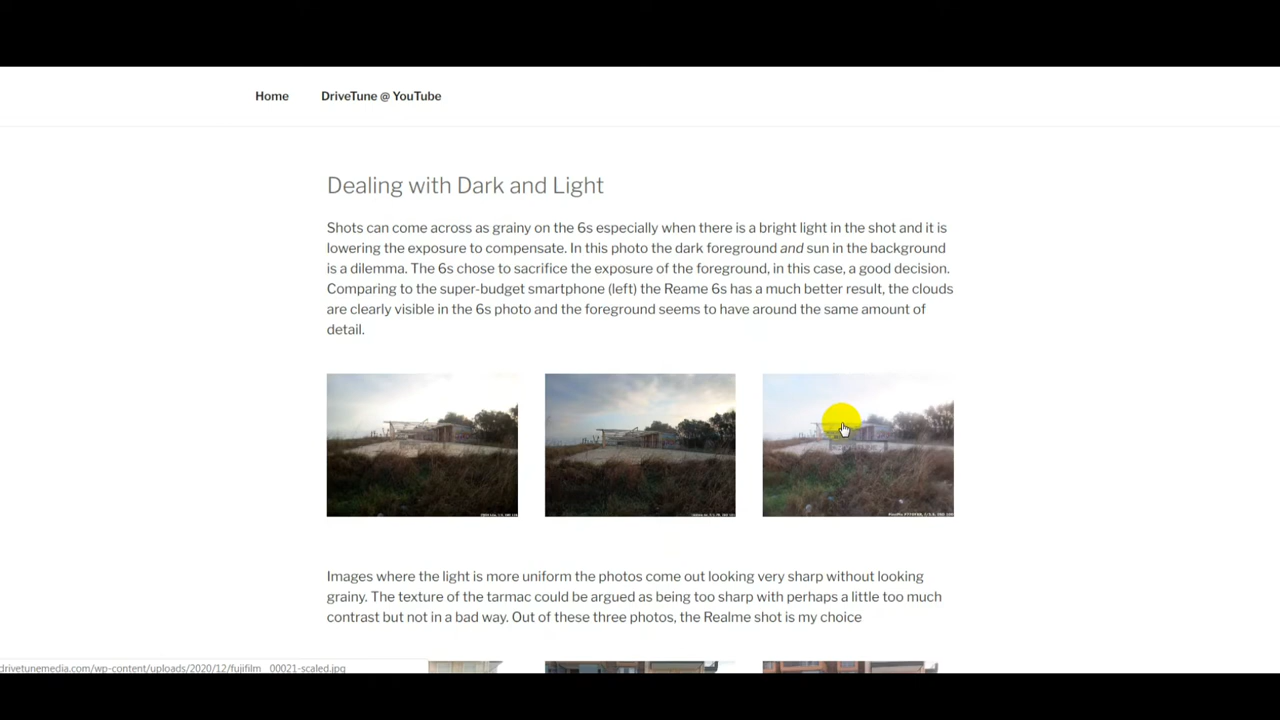 Home DriveTune @ YouTube
Dealing with Dark and Light
Shots can come across as grainy on the 6s especially when there is a bright light in the shot and it is
lowering the exposure to compensate. In this photo the dark foreground and sun in the background
is a dilemma. The 6s chose to sacrifice the exposure of the foreground, in this case, a good decision.
Comparing to the super-budget smartphone (left) the Reame 6s has a much better result, the clouds
are clearly visible in the 6s photo and the foreground seems to have around the same amount of
detail.
Images where the light is more uniform the photos come out looking very sharp without looking
grainy. The texture of the tarmac could be argued as being too sharp with perhaps a little too much
contrast but not in a bad way. Out of these three photos, the Realme shot is my choice
drivetunemedia.com/wp-content/uploads/2020/12/fujifilm__00021-scaled.jpg